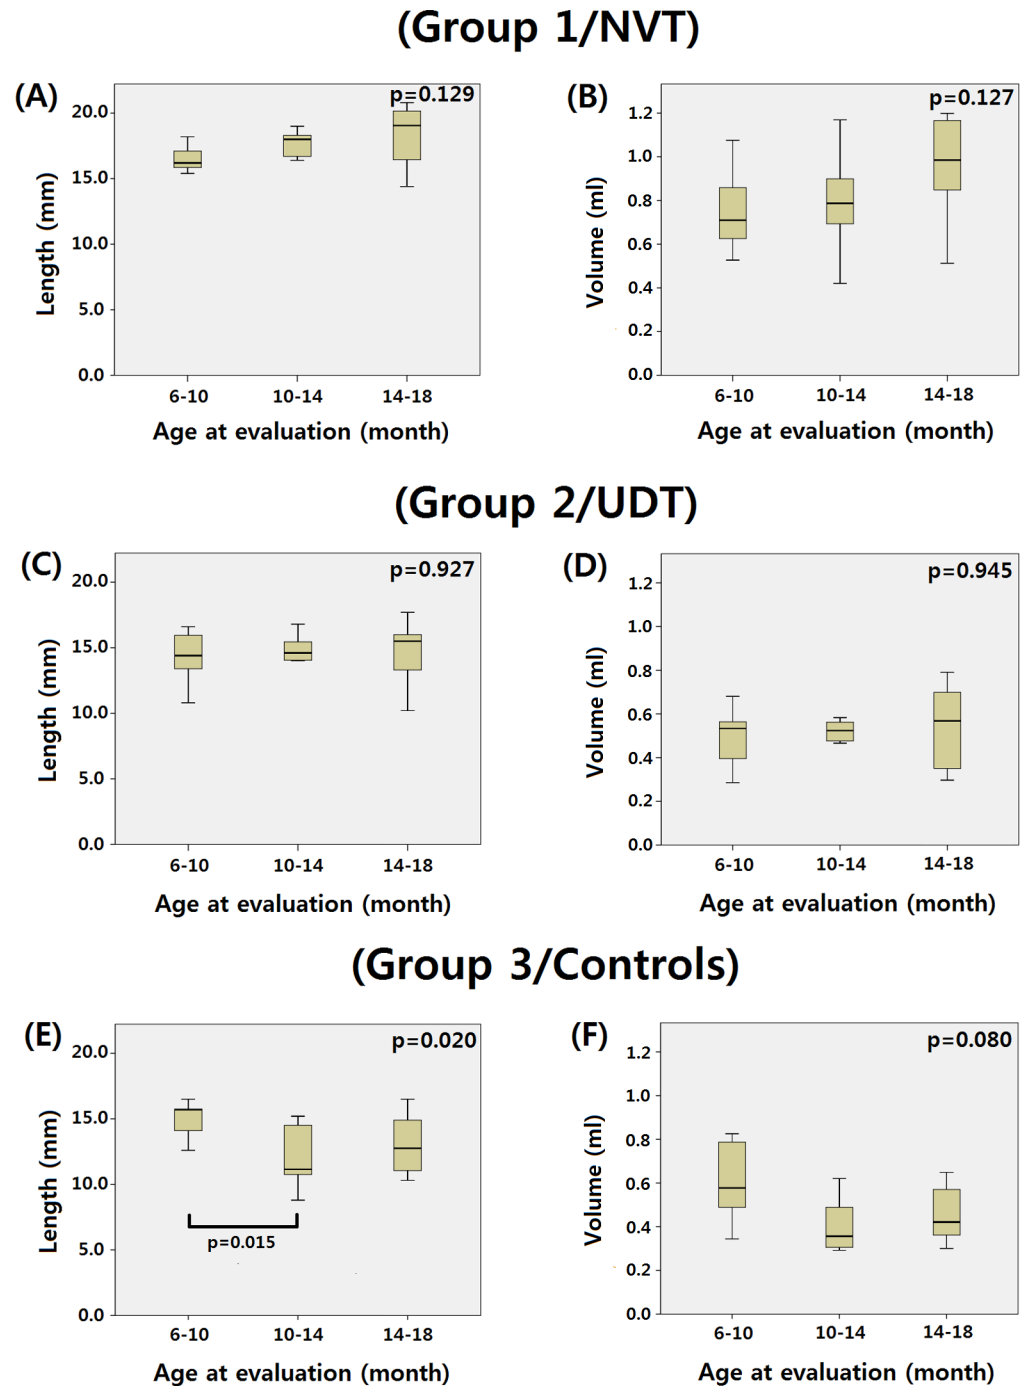 (Group 1/NVT)
(A)
p=0.129
20.0
15.0
10.0
5.0
0.0
Length (mm)
6-10
10-14
14-18
Age at evaluation (month)
(B)
p=0.127
1.2
1.0
0.8
0.6
0.4
0.2
0.0
Volume (ml)
6-10
10-14
14-18
Age at evaluation (month)
(Group 2/UDT)
(C)
p=0.927
20.0
15.0
10.0
5.0
0.0
Length (mm)
6-10
10-14
14-18
Age at evaluation (month)
(D)
p=0.945
1.2
1.0
0.8
0.6
0.4
0.2
0.0
Volume (ml)
6-10
10-14
14-18
Age at evaluation (month)
(Group 3/Controls)
(E)
p=0.020
20.0
15.0
10.0
5.0
0.0
Length (mm)
p=0.015
6-10
10-14
14-18
Age at evaluation (month)
(F)
p=0.080
1.2
1.0
0.8
0.6
0.4
0.2
0.0
Volume (ml)
6-10
10-14
14-18
Age at evaluation (month)